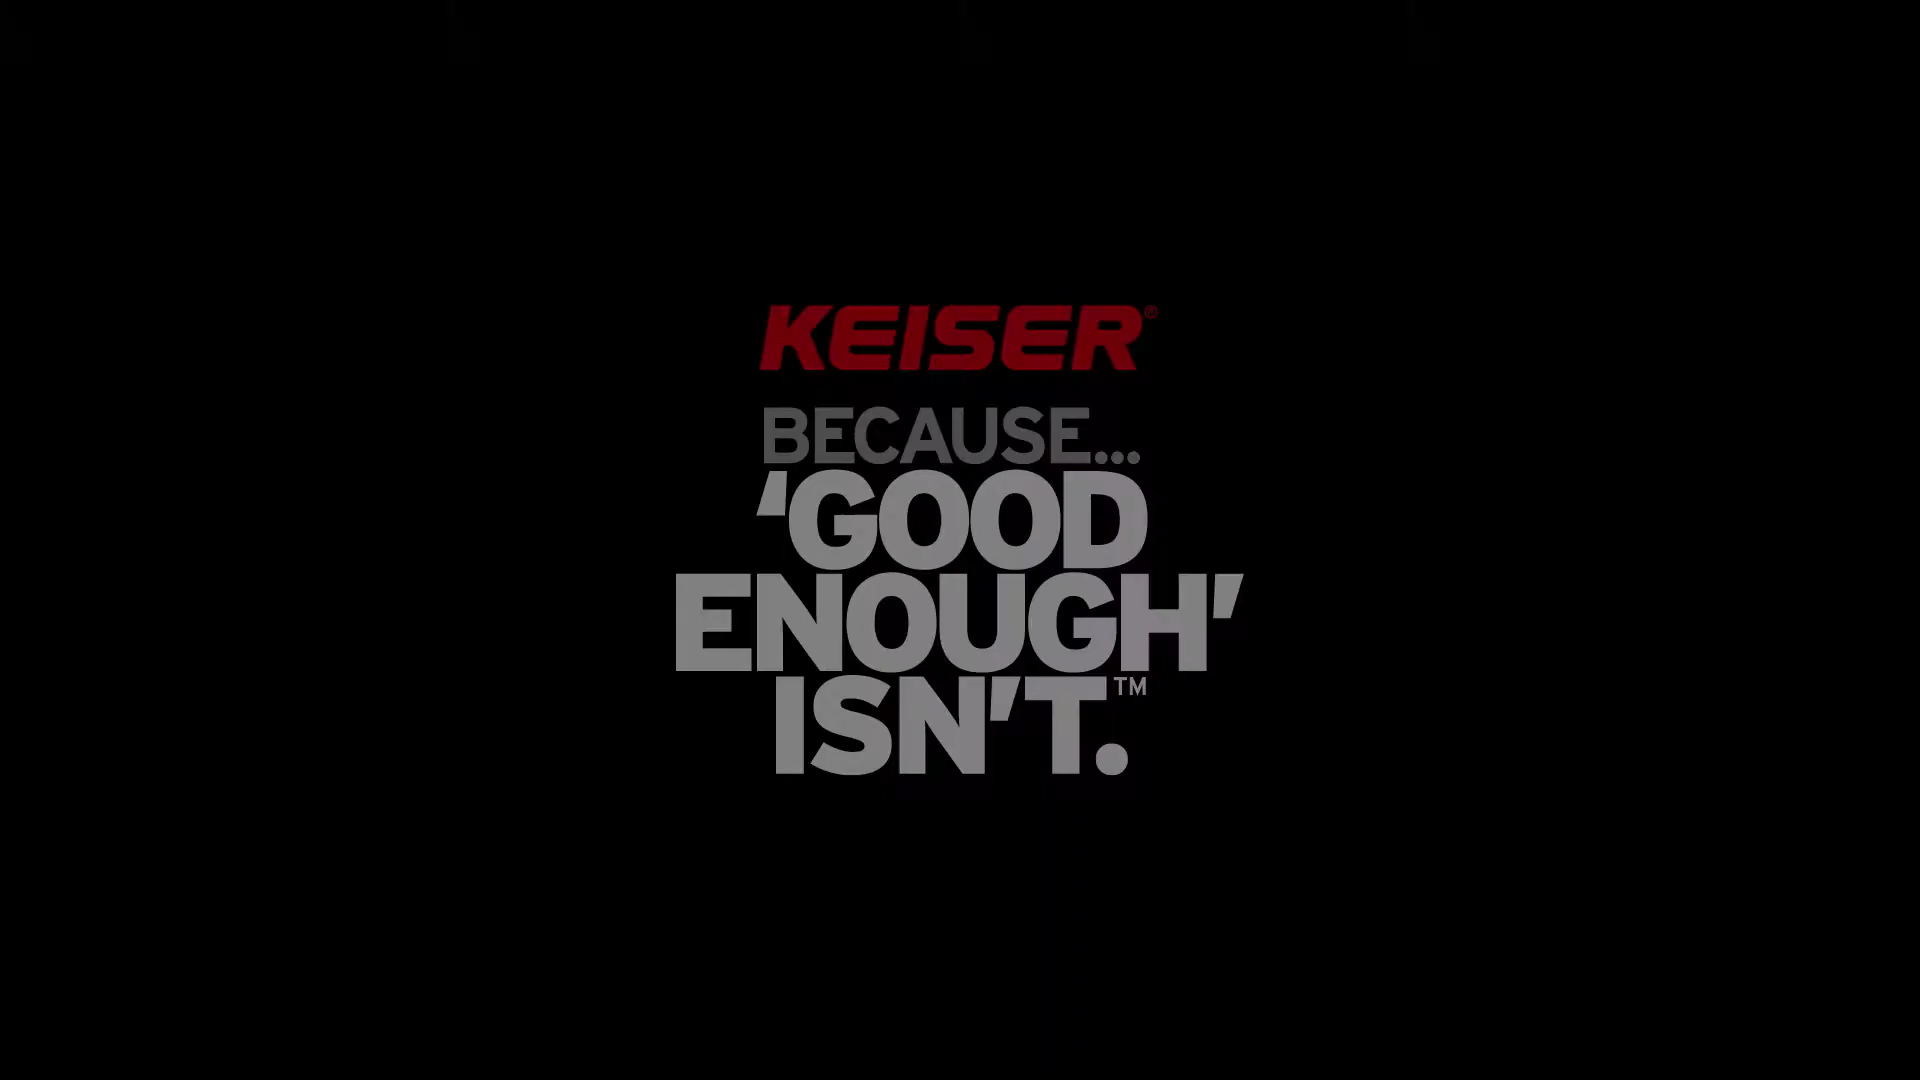 KEISER®
BECAUSE...
‘GOOD
ENOUGH’
ISN'T.™